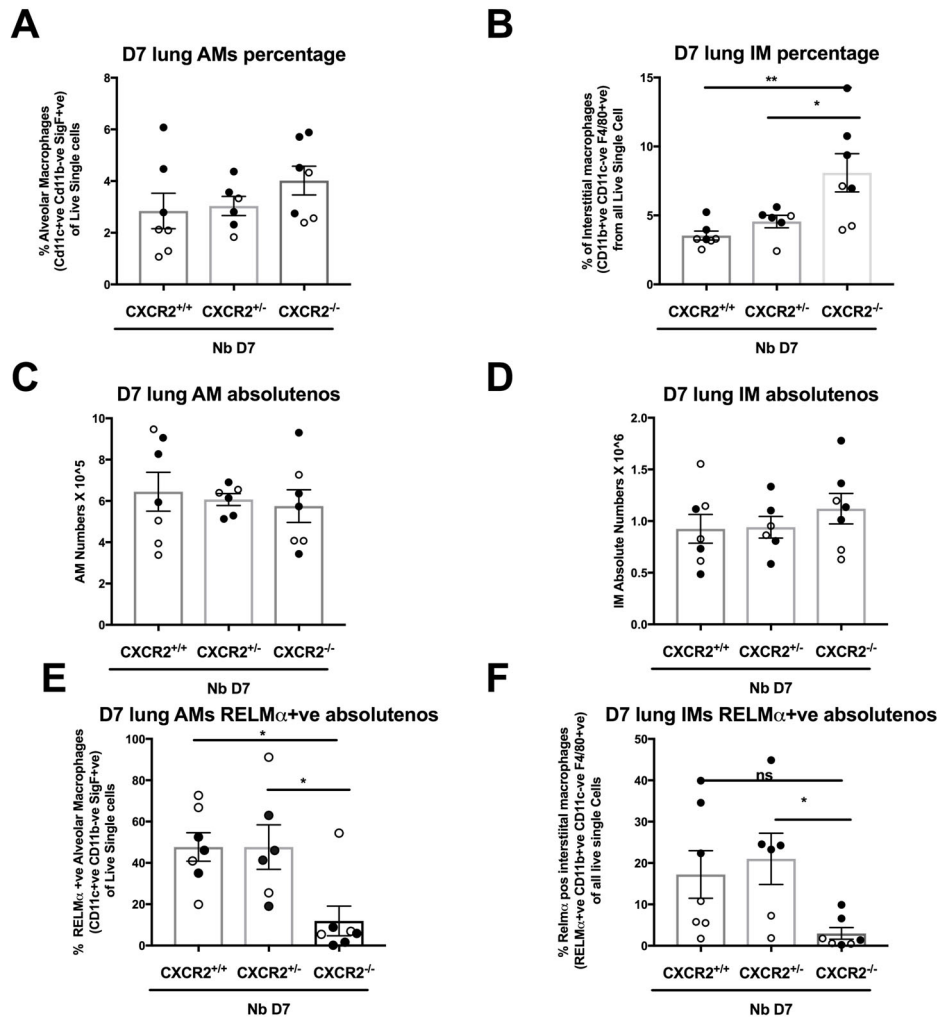 A
D7 lung AMs percentage
% Alveolar Macrophages
(Cd11c+ve Cd11b-ve SigF+ve)
of Live Single cells
8
6
4
2
0
CXCR2+/+ CXCR2+/- CXCR2-/-
Nb D7
B
D7 lung IM percentage
% of Interstitial macrophages
(CD11b+ve CD11c-ve F4/80+ve)
from all Live Single Cell
15
10
5
0
**
*
CXCR2+/+ CXCR2+/- CXCR2-/-
Nb D7
C
D7 lung AM absolutenos
AM Numbers X 10^5
10
8
6
4
2
0
CXCR2+/+ CXCR2+/- CXCR2-/-
Nb D7
D
D7 lung IM absolutenos
IM Absolute Numbers X 10^6
2.0
1.5
1.0
0.5
0.0
CXCR2+/+ CXCR2+/- CXCR2-/-
Nb D7
E
D7 lung AMs RELMα+ve absolutenos
% RELMα +ve Alveolar Macrophages
(CD11c+ve CD11b-ve SigF+ve)
of Live Single cells
100
80
60
40
20
0
*
*
CXCR2+/+ CXCR2+/- CXCR2-/-
Nb D7
F
D7 lung IMs RELMα+ve absolutenos
% Relmα pos interstiital macrophages
(RELMα+ve CD11b+ve CD11c-ve F4/80+ve)
of all live single Cells
50
40
30
20
10
0
ns
*
CXCR2+/+ CXCR2+/- CXCR2-/-
Nb D7